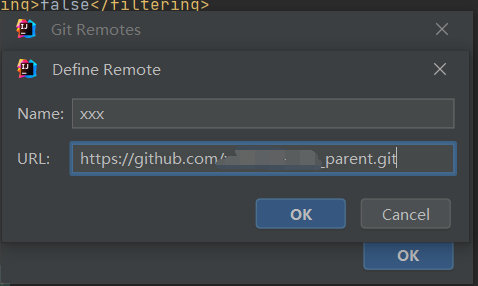 ing>false</filtering>
Git Remotes
Define Remote
Name: xxx
URL: https://github.com/ _parent.git
OK Cancel
OK